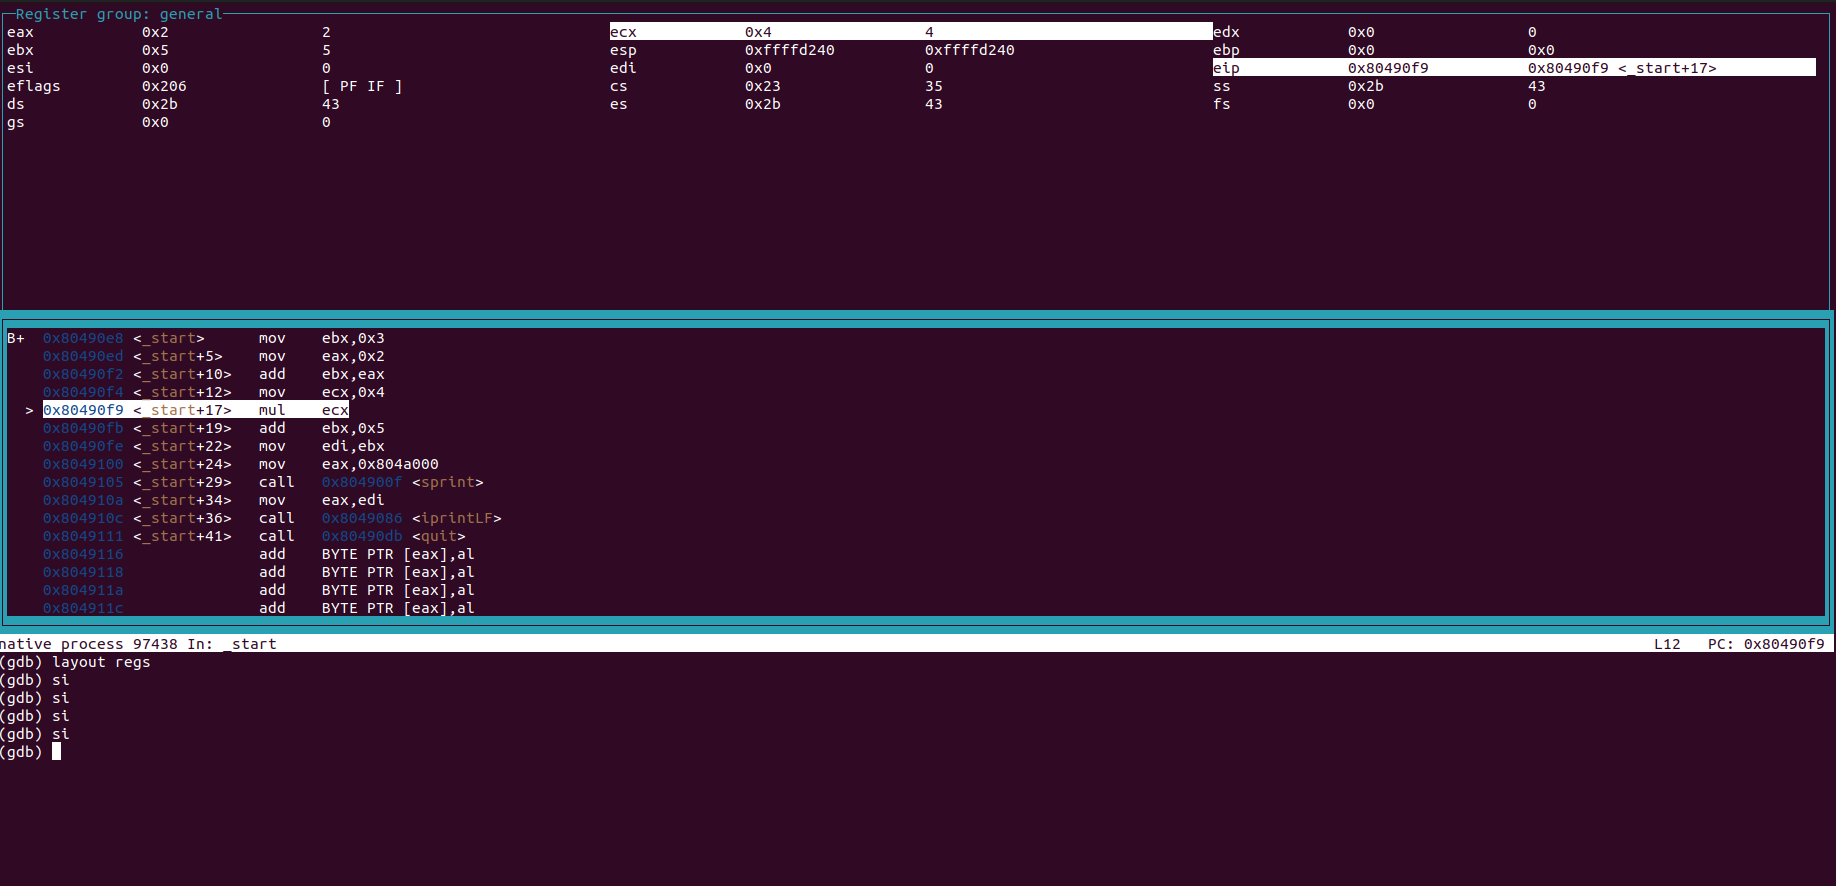 Register group: general
eax 0x2 2 ecx 0x4 4 edx 0x0 0
ebx 0x5 5 esp 0xffffd240 0xffffd240 ebp 0x0 0x0
esi 0x0 0 edi 0x0 0 eip 0x80490f9 0x80490f9 <_start+17>
eflags 0x206 [ PF IF ] cs 0x23 35 ss 0x2b 43
ds 0x2b 43 es 0x2b 43 fs 0x0 0
gs 0x0 0
B+ 0x80490e8 <_start> mov ebx,0x3
0x80490ed <_start+5> mov eax,0x2
0x80490f2 <_start+10> add ebx,eax
0x80490f4 <_start+12> mov ecx,0x4
> 0x80490f9 <_start+17> mul ecx
0x80490fb <_start+19> add ebx,0x5
0x80490fe <_start+22> mov edi,ebx
0x8049100 <_start+24> mov eax,0x804a000
0x8049105 <_start+29> call 0x804900f <sprint>
0x804910a <_start+34> mov eax,edi
0x804910c <_start+36> call 0x8049086 <iprintLF>
0x8049111 <_start+41> call 0x80490db <quit>
0x8049116 add BYTE PTR [eax],al
0x8049118 add BYTE PTR [eax],al
0x804911a add BYTE PTR [eax],al
0x804911c add BYTE PTR [eax],al
native process 97438 In: _start L12 PC: 0x80490f9
(gdb) layout regs
(gdb) si
(gdb) si
(gdb) si
(gdb) si
(gdb)